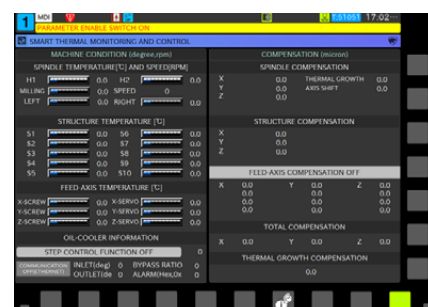 1 MDI T:51051 17:02
PARAMETER ENABLE SWITCH ON
SMART THERMAL MONITORING AND CONTROL
MACHINE CONDITION (degree,rpm)
SPINDLE TEMPERATURE[℃] AND SPEED[RPM]
H1 0.0 H2 0.0
MILLING 0.0 SPEED 0
LEFT 0.0 RIGHT 0.0
STRUCTURE TEMPERATURE [℃]
S1 0.0 S6 0.0
S2 0.0 S7 0.0
S3 0.0 S8 0.0
S4 0.0 S9 0.0
S5 0.0 S10 0.0
FEED-AXIS TEMPERATURE [℃]
X-SCREW 0.0 X-SERVO 0.0
Y-SCREW 0.0 Y-SERVO 0.0
Z-SCREW 0.0 Z-SERVO 0.0
OIL-COOLER INFORMATION
STEP CONTROL FUNCTION OFF 0
COMMUNICATION OFF(ETHERNET)
INLET(deg) 0 BYPASS RATIO 0
OUTLET(de 0 ALARM(Hex,0x 0
COMPENSATION (micron)
SPINDLE COMPENSATION
X 0.0 THERMAL GROWTH 0.0
Y 0.0 AXIS SHIFT 0.0
Z 0.0
STRUCTURE COMPENSATION
X 0.0
Y 0.0
Z 0.0
FEED-AXIS COMPENSATION OFF
X 0.0 Y 0.0 Z 0.0
0.0 0.0 0.0
0.0 0.0 0.0
0.0 0.0 0.0
TOTAL COMPENSATION
X 0.0 Y 0.0 Z 0.0
THERMAL GROWTH COMPENSATION
0.0